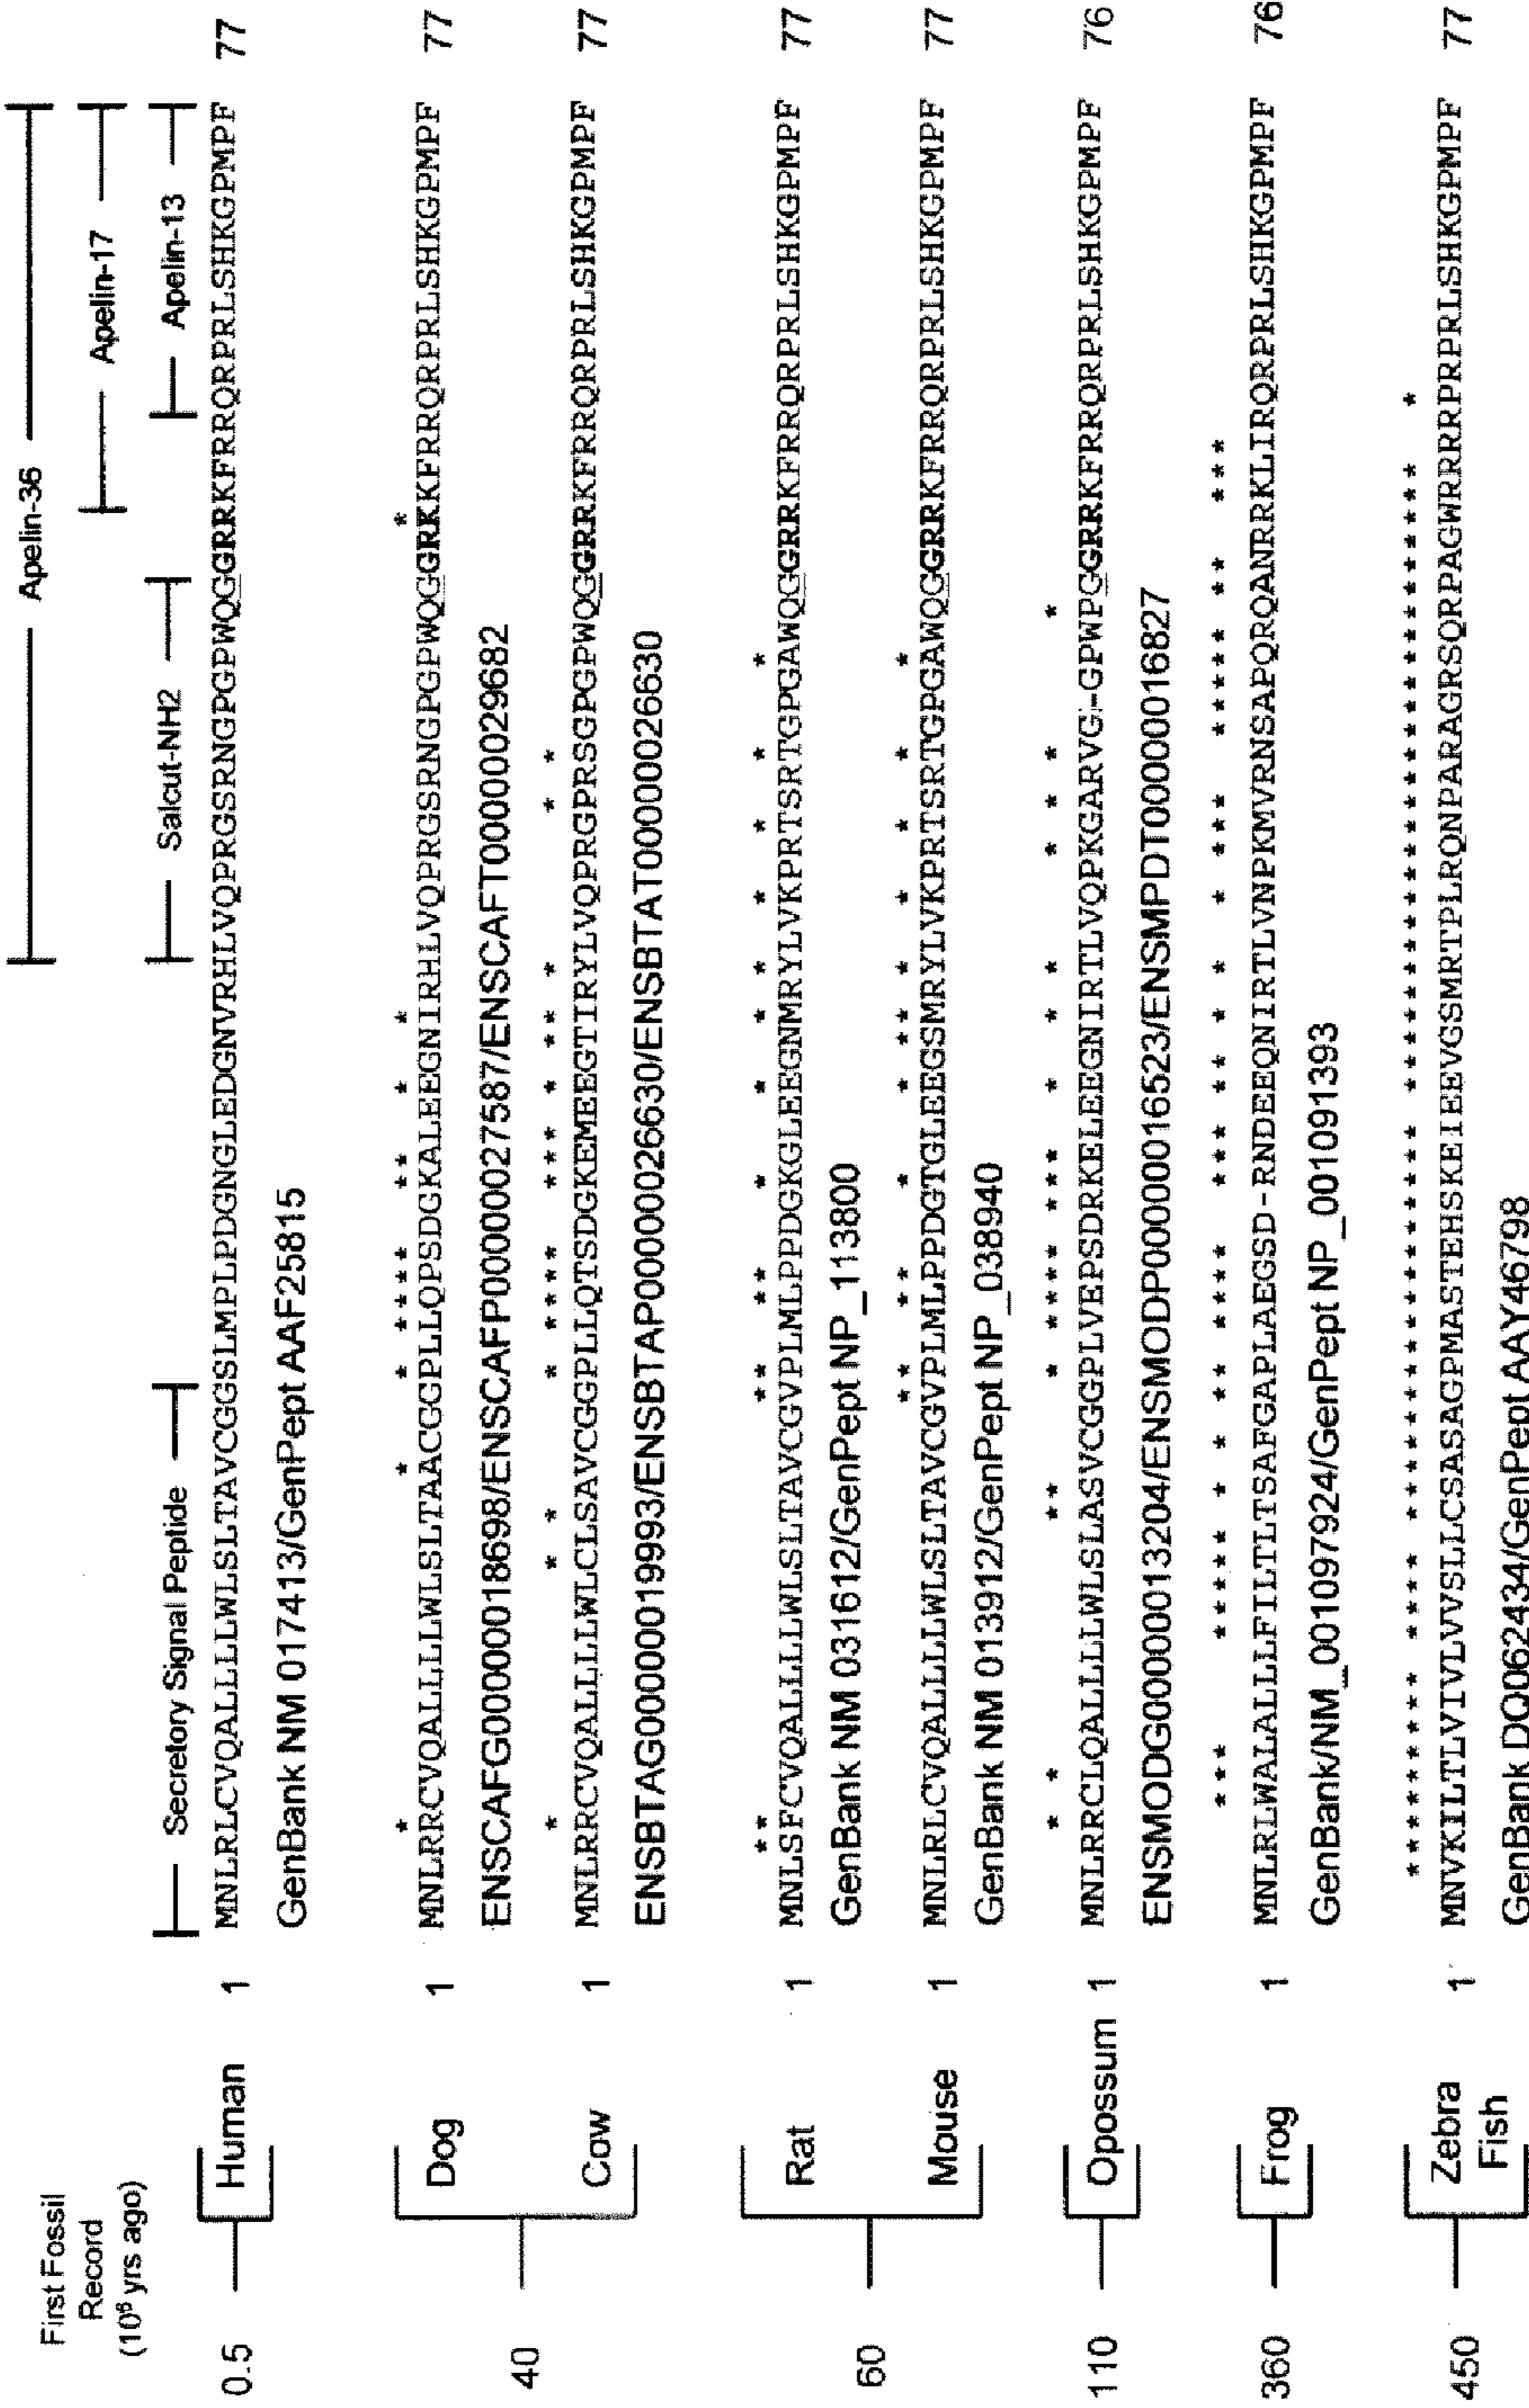 Apelin-36
Apelin-17
Secretory Signal Peptide
Salcut-NH2
Apelin-13
First Fossil
Record
(10⁶ yrs ago)
0.5
Human
1
MNLRLCVQALLLLWLSLTAVCGGSLMPLPDGNGLEDGNVRHLVQPRGSRNGPGPWQGGRRKFRRQRPRLSHKGPMPF
77
GenBank NM 017413/GenPept AAF25815
40
* * **** ** * * *
Dog
1
MNLRRCVQALLLLWLSLTAACGGPLLQPSDGKALEEGNIRHLVQPRGSRNGPGPWQGGRKKFRRQRPRLSHKGPMPF
77
ENSCAFG00000018698/ENSCAFP00000027587/ENSCAFT00000029682
* * * * **** *** * ** * * *
Cow
1
MNLRRCVQALLLLWLCLSAVCGGPLLQTSDGKEMEEGTIRYLVQPRGPRSGPGPWQGGRRKFRRQRPRLSHKGPMPF
77
ENSBTAG00000019993/ENSBTAP00000026630/ENSBTAT00000026630
60
** ** ** * * * * * * * *
Rat
1
MNLSFCVQALLLLWLSLTAVCGVPLMLPPDGKGLEEGNMRYLVKPRTSRTGPGAWQGGRRKFRRQRPRLSHKGPMPF
77
GenBank NM 031612/GenPept NP_113800
** ** * * ** * * * * *
Mouse
1
MNLRLCVQALLLLWLSLTAVCGVPLMLPPDGTGLEEGSMRYLVKPRTSRTGPGAWQGGRRKFRRQRPRLSHKGPMPF
77
GenBank NM 013912/GenPept NP_038940
110
* * ** * **** *** * * * * * * *
Opossum
1
MNLRRCLQALLLLWLSLASVCGGPLVEPSDRKELEEGNIRTLVQPKGARVG-GPWPGGRRKFRRQRPRLSHKGPMPF
76
ENSMODG00000013204/ENSMODP00000016523/ENSMPDT00000016827
360
*** ***** * * ** **** *** ** * * * *** ***** ** ***
Frog
1
MNLRLWALALLLFILTLTSAFGAPLAEGSD-RNDEEQNIRTLVNPKMVRNSAPQRQANRRKLIRQRPRLSHKGPMPF
76
GenBank/NM_001097924/GenPept NP_001091393
450
Zebra
Fish
1
MNVKILTLVIVLVVSLLCSASAGPMASTEHSKEIEEVGSMRTPLRQNPARAGRSQRPAGWRRRRPRPRLSHKGPMPF
77
GenBank DQ062434/GenPept AAY46798